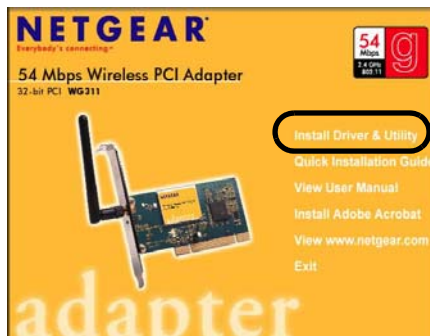 NETGEAR
Everybody's connecting.
54 Mbps Wireless PCI Adapter
32-bit PCI WG311
54
Mbps
2.4 GHz
802.11
g
Install Driver & Utility
Quick Installation Guide
View User Manual
Install Adobe Acrobat
View www.netgear.com
Exit
adapter